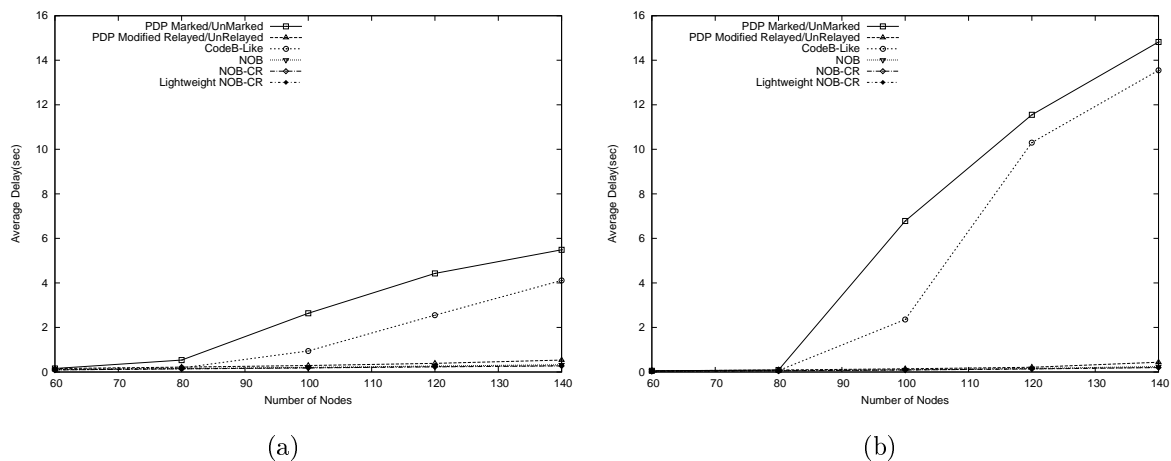 16
14
12
10
8
6
4
2
0
Average Delay(sec)
PDP Marked/UnMarked
PDP Modified Relayed/UnRelayed
CodeB-Like
NOB
NOB-CR
Lightweight NOB-CR
60 70 80 90 100 110 120 130 140
Number of Nodes
(a)
16
14
12
10
8
6
4
2
0
Average Delay(sec)
PDP Marked/UnMarked
PDP Modified Relayed/UnRelayed
CodeB-Like
NOB
NOB-CR
Lightweight NOB-CR
60 70 80 90 100 110 120 130 140
Number of Nodes
(b)